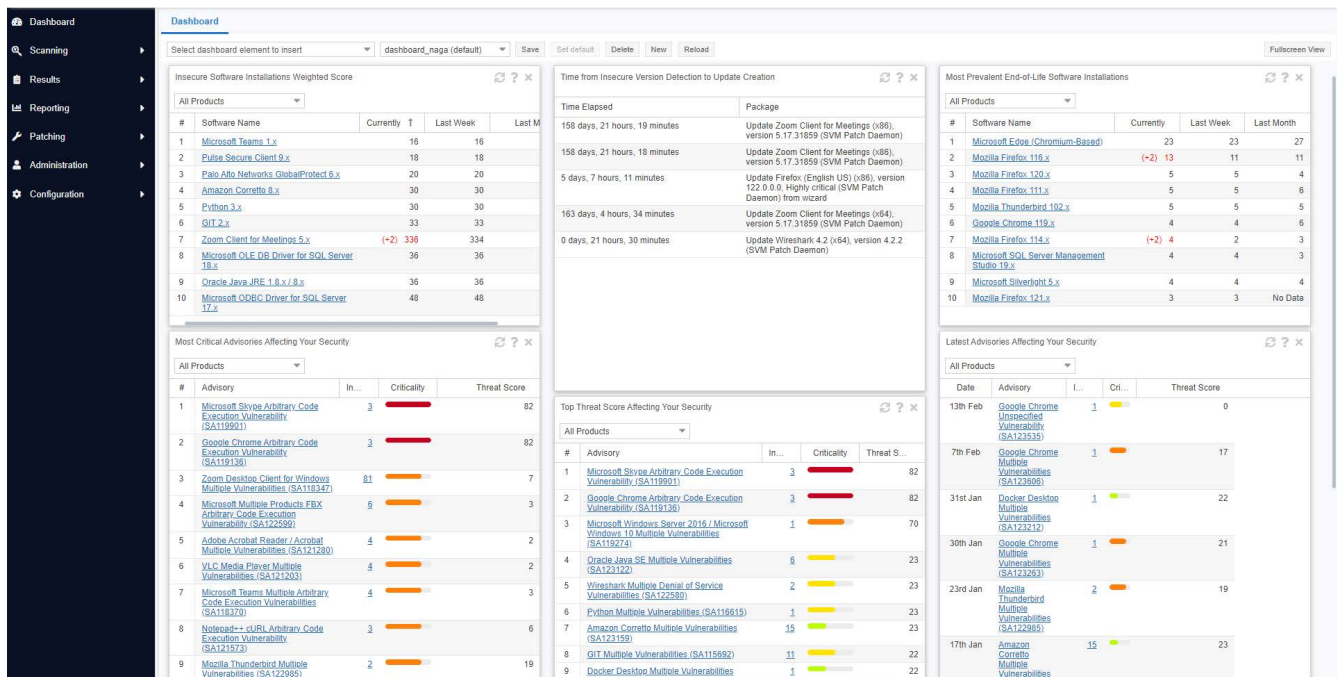 Dashboard
Scanning
Results
Reporting
Patching
Administration
Configuration
Dashboard
Select dashboard element to insert
dashboard_naga (default)
Save
Set default
Delete
New
Reload
Fullscreen View
Insecure Software Installations Weighted Score
All Products
# Software Name Currently ↑ Last Week Last M
1 Microsoft Teams 1.x 16 16
2 Pulse Secure Client 9.x 18 18
3 Palo Alto Networks GlobalProtect 6.x 20 20
4 Amazon Corretto 8.x 30 30
5 Python 3.x 30 30
6 GIT 2.x 33 33
7 Zoom Client for Meetings 5.x (+2) 336 334
8 Microsoft OLE DB Driver for SQL Server 36 36
18.x
9 Oracle Java JRE 1.8.x / 8.x 36 36
10 Microsoft ODBC Driver for SQL Server 48 48
17.x
Time from Insecure Version Detection to Update Creation
Time Elapsed Package
158 days, 21 hours, 19 minutes Update Zoom Client for Meetings (x86),
version 5.17.31859 (SVM Patch Daemon)
158 days, 21 hours, 18 minutes Update Zoom Client for Meetings (x86),
version 5.17.31859 (SVM Patch Daemon)
5 days, 7 hours, 11 minutes Update Firefox (English US) (x86), version
122.0.0.0, Highly critical (SVM Patch
Daemon) from wizard
163 days, 4 hours, 34 minutes Update Zoom Client for Meetings (x64),
version 5.17.31859 (SVM Patch Daemon)
0 days, 21 hours, 30 minutes Update Wireshark 4.2 (x64), version 4.2.2
(SVM Patch Daemon)
Most Prevalent End-of-Life Software Installations
All Products
# Software Name Currently Last Week Last Month
1 Microsoft Edge (Chromium-Based) 23 23 27
2 Mozilla Firefox 116.x (+2) 13 11 11
3 Mozilla Firefox 120.x 5 5 4
4 Mozilla Firefox 111.x 5 5 6
5 Mozilla Thunderbird 102.x 5 5 5
6 Google Chrome 119.x 4 4 6
7 Mozilla Firefox 114.x (+2) 4 2 3
8 Microsoft SQL Server Management 4 4 3
Studio 19.x
9 Microsoft Silverlight 5.x 4 4 4
10 Mozilla Firefox 121.x 3 3 No Data
Most Critical Advisories Affecting Your Security
All Products
# Advisory In... Criticality Threat Score
1 Microsoft Skype Arbitrary Code 3 82
Execution Vulnerability
(SA119901)
2 Google Chrome Arbitrary Code 3 82
Execution Vulnerability
(SA119136)
3 Zoom Desktop Client for Windows 81 7
Multiple Vulnerabilities (SA118347)
4 Microsoft Multiple Products FBX 6 3
Arbitrary Code Execution
Vulnerability (SA122599)
5 Adobe Acrobat Reader / Acrobat 4 2
Multiple Vulnerabilities (SA121280)
6 VLC Media Player Multiple 4 2
Vulnerabilities (SA121203)
7 Microsoft Teams Multiple Arbitrary 4 3
Code Execution Vulnerabilities
(SA118370)
8 Notepad++ cURL Arbitrary Code 3 6
Execution Vulnerability
(SA121573)
9 Mozilla Thunderbird Multiple 2 19
Vulnerabilities (SA122985)
Top Threat Score Affecting Your Security
All Products
# Advisory In... Criticality Threat S...
1 Microsoft Skype Arbitrary Code Execution 3 82
Vulnerability (SA119901)
2 Google Chrome Arbitrary Code Execution 3 82
Vulnerability (SA119136)
3 Microsoft Windows Server 2016 / Microsoft 1 70
Windows 10 Multiple Vulnerabilities
(SA119274)
4 Oracle Java SE Multiple Vulnerabilities 6 23
(SA123122)
5 Wireshark Multiple Denial of Service 2 23
Vulnerabilities (SA122580)
6 Python Multiple Vulnerabilities (SA116615) 1 23
7 Amazon Corretto Multiple Vulnerabilities 15 23
(SA123159)
8 GIT Multiple Vulnerabilities (SA115692) 11 22
9 Docker Desktop Multiple Vulnerabilities 1 22
Latest Advisories Affecting Your Security
All Products
Date Advisory I... Cri... Threat Score
13th Feb Google Chrome 1 0
Unspecified
Vulnerability
(SA123535)
7th Feb Google Chrome 1 17
Multiple
Vulnerabilities
(SA123606)
31st Jan Docker Desktop 1 22
Multiple
Vulnerabilities
(SA123212)
30th Jan Google Chrome 1 21
Multiple
Vulnerabilities
(SA123263)
23rd Jan Mozilla 2 19
Thunderbird
Multiple
Vulnerabilities
(SA122985)
17th Jan Amazon 15 23
Corretto
Multiple
Vulnerabilities